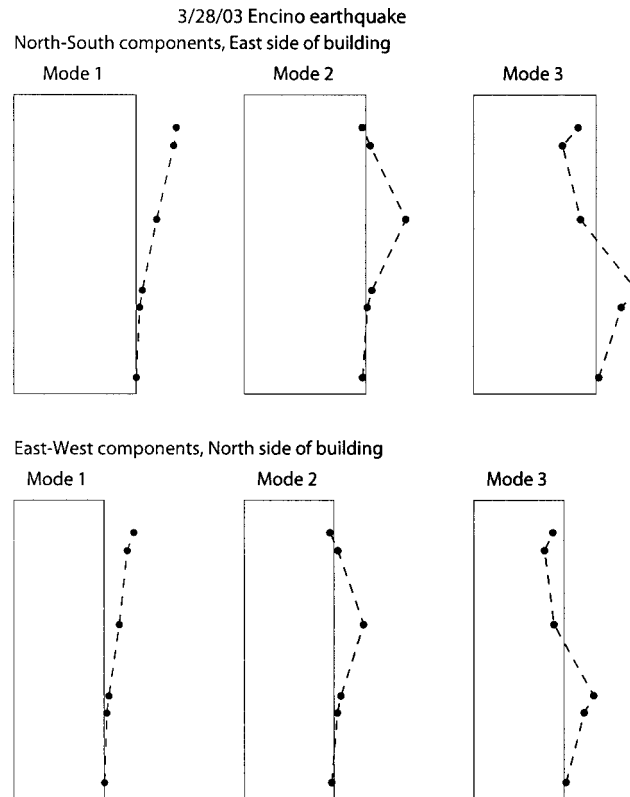 3/28/03 Encino earthquake
North-South components, East side of building
Mode 1 Mode 2 Mode 3
East-West components, North side of building
Mode 1 Mode 2 Mode 3